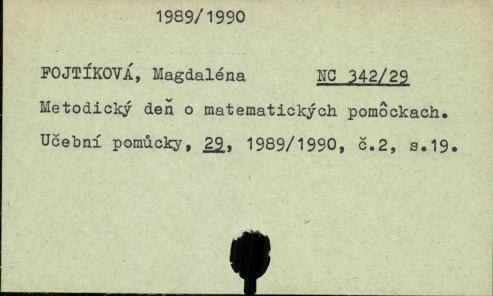 1989/1990
FOJTÍKOVÁ, Magdaléna NC 342/29
Metodický deň o matematických pomôckach.
Učební pomůcky, 29, 1989/1990, č.2, s.19.